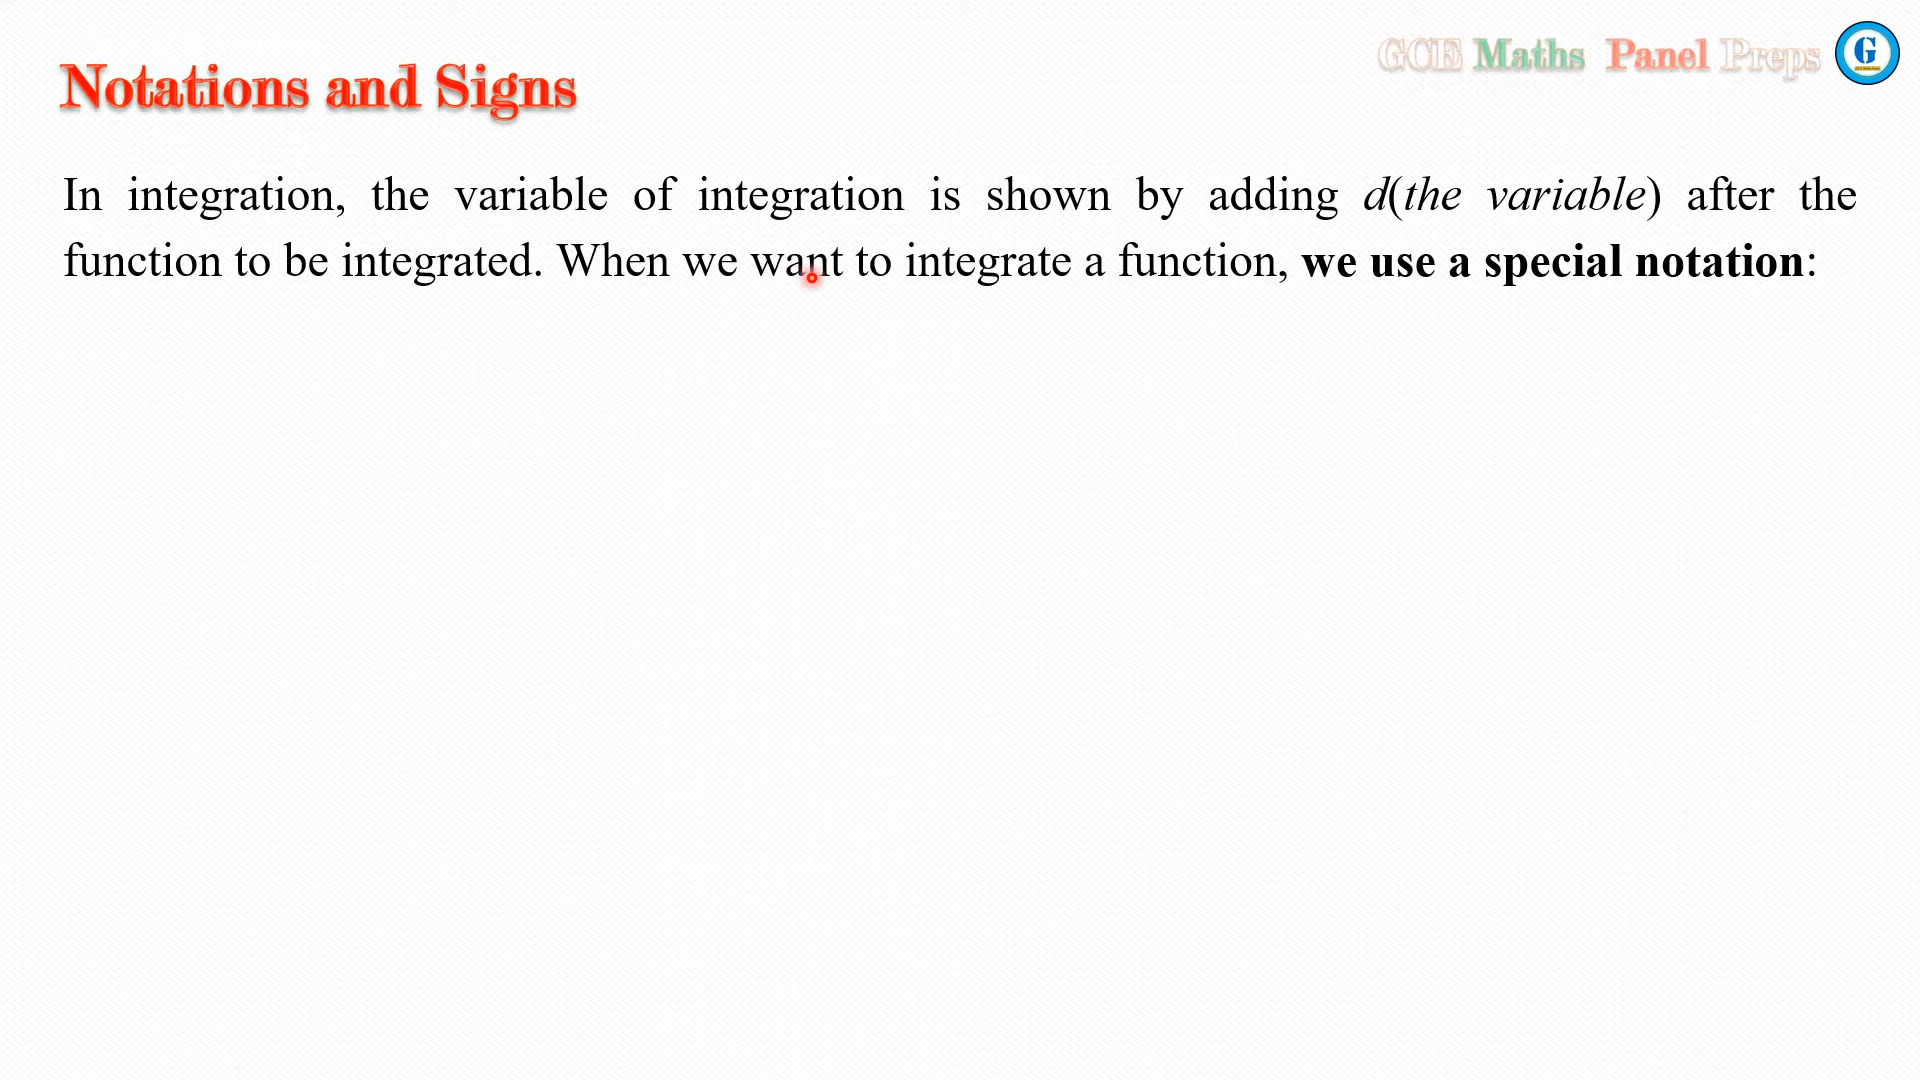 GCE Maths Panel Preps
G
Notations and Signs
In integration, the variable of integration is shown by adding d(the variable) after the
function to be integrated. When we want to integrate a function, we use a special notation: